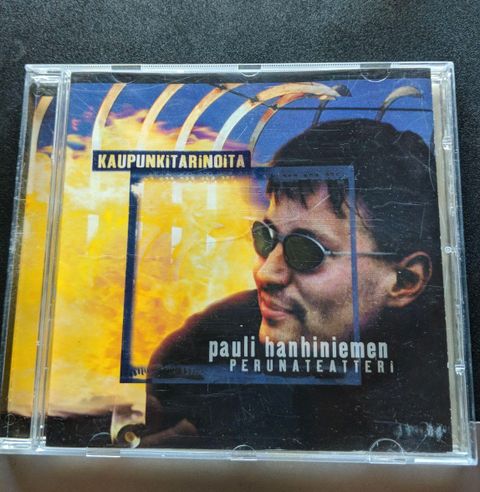 KAUPUNKITARINOITA
pauli hanhiniemen
PERUNATEATTERI